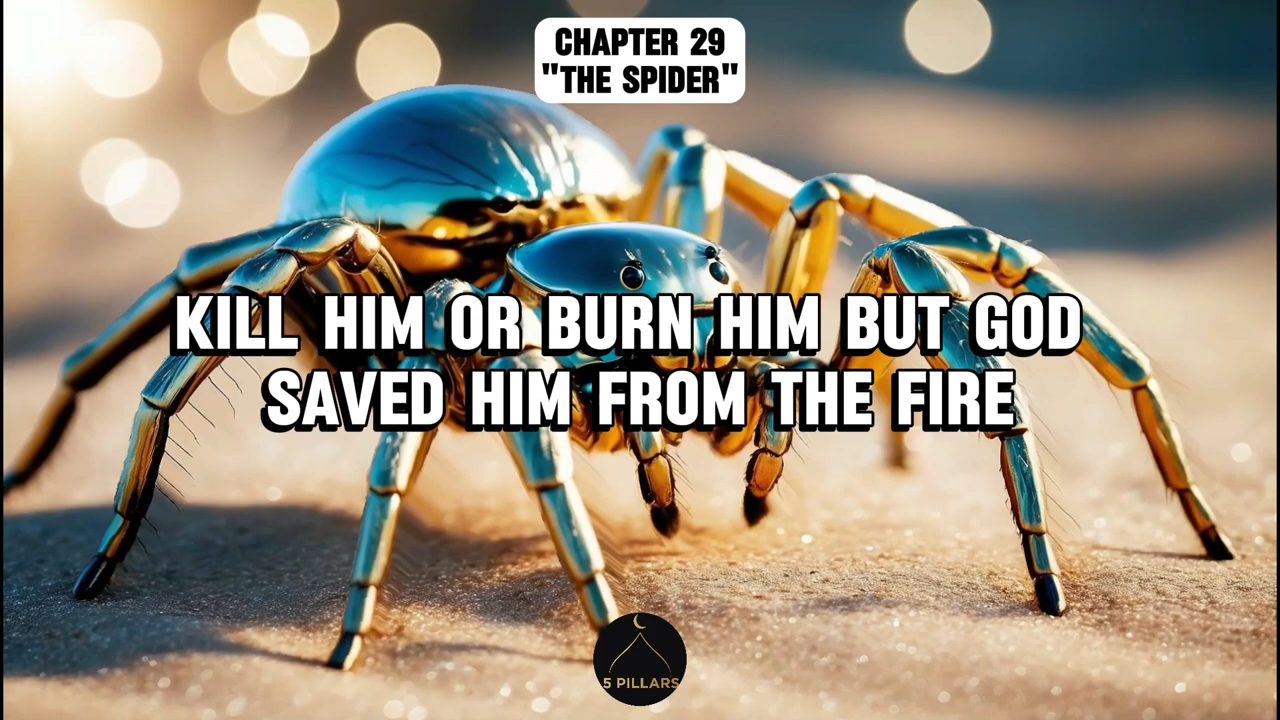 CHAPTER 29
"THE SPIDER"
KILL HIM OR BURN HIM BUT GOD
SAVED HIM FROM THE FIRE
5 PILLARS